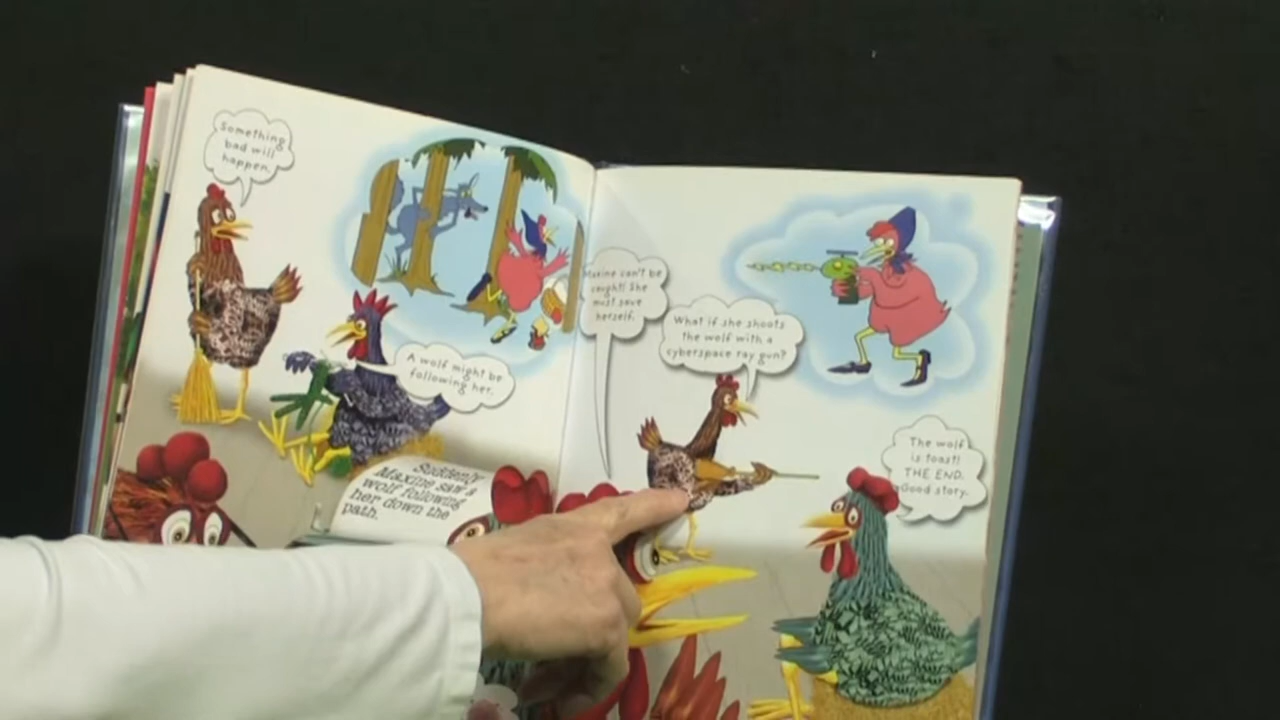 Something
bad will
happen.
A wolf might be
following her.
Suddenly
Maxine saw a
wolf following
her down the
path.
Maxine can't be
caught! She
must save
herself.
What if she shoots
the wolf with a
cyberspace ray gun?
The wolf
is toast!
THE END.
Good story.